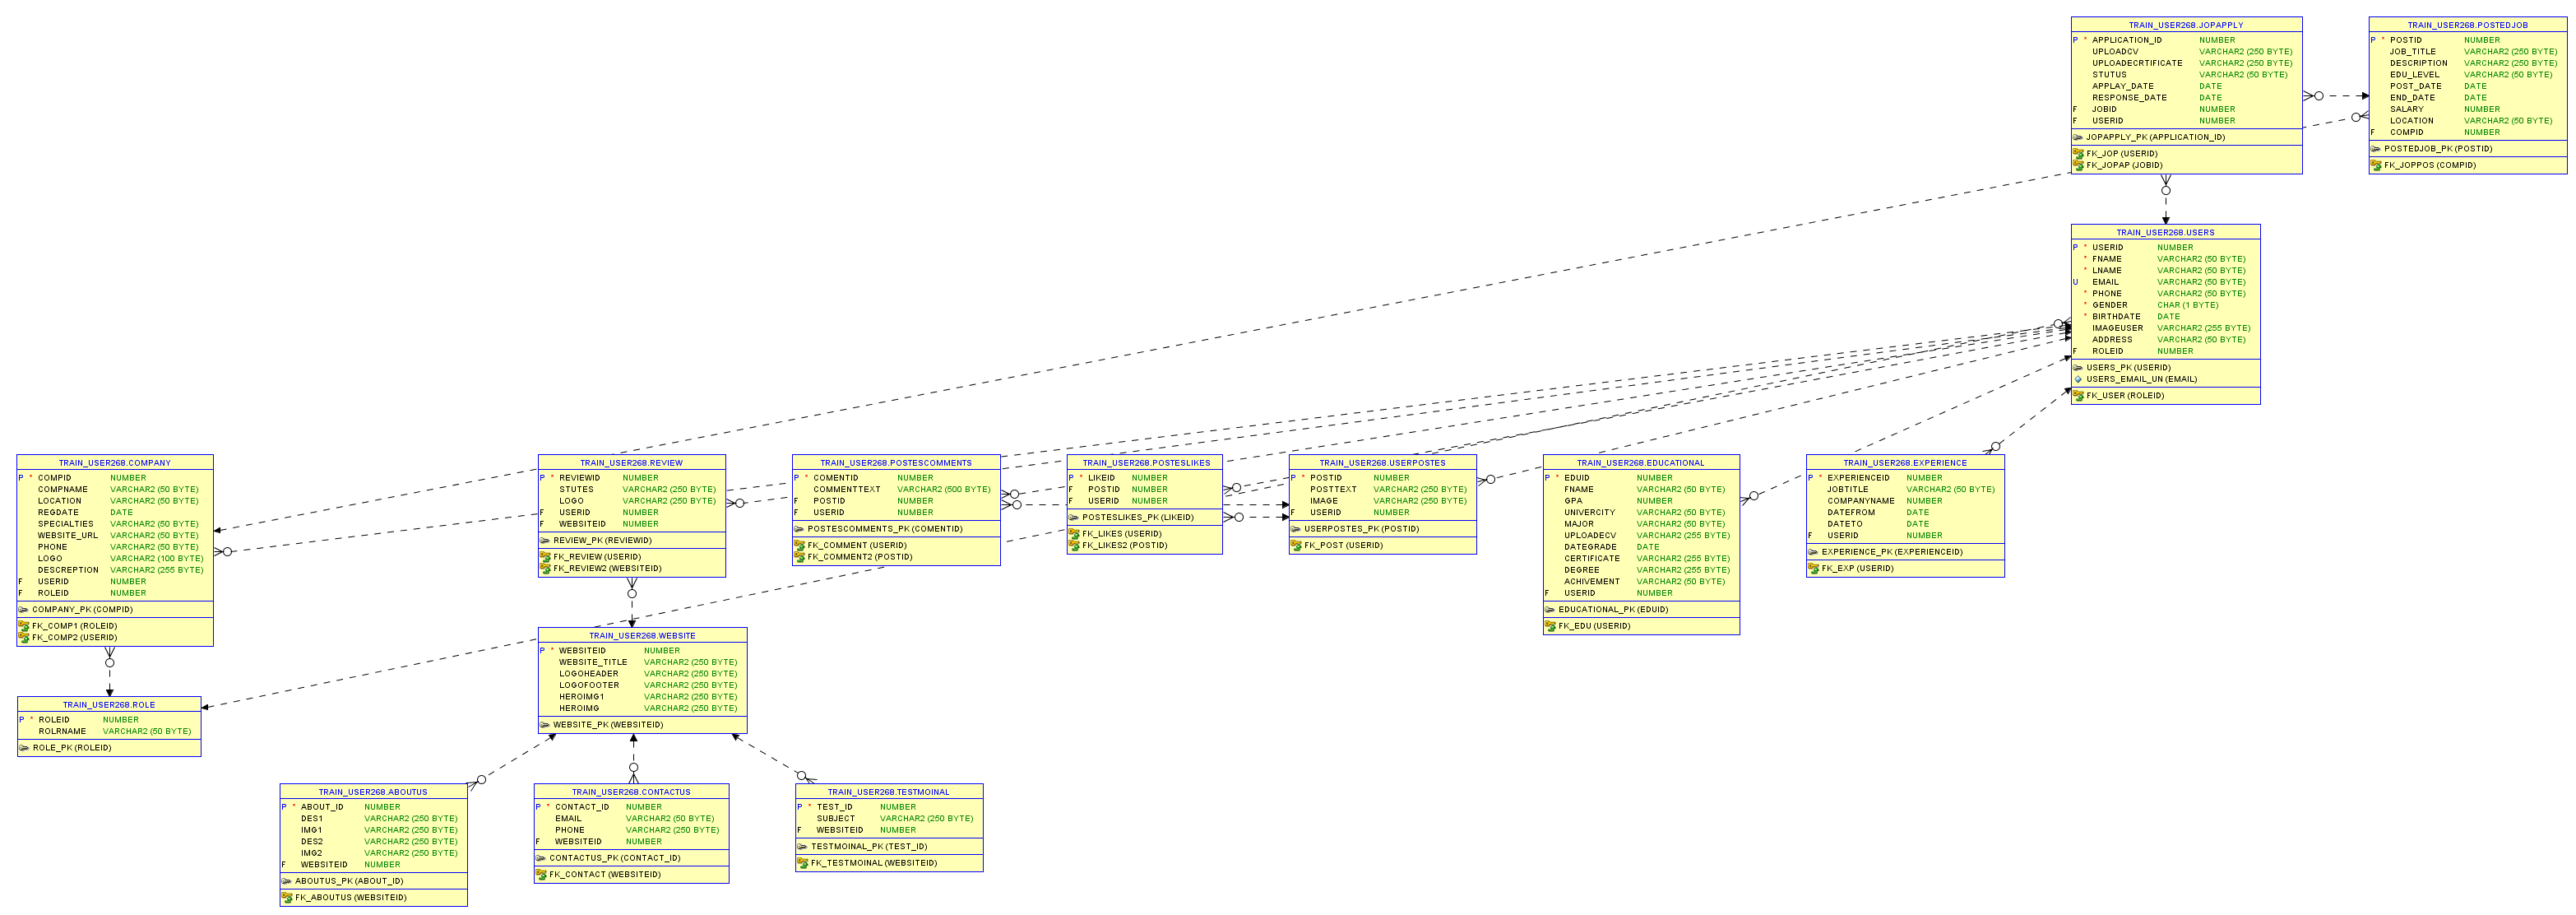 TRAIN_USER268.JOPAPPLY
P * APPLICATION_ID NUMBER
UPLOADCV VARCHAR2 (250 BYTE)
UPLOADECRTIFICATE VARCHAR2 (250 BYTE)
STUTUS VARCHAR2 (50 BYTE)
APPLAY_DATE DATE
RESPONSE_DATE DATE
F JOBID NUMBER
F USERID NUMBER
JOPAPPLY_PK (APPLICATION_ID)
FK_JOP (USERID)
FK_JOPAP (JOBID)
TRAIN_USER268.POSTEDJOB
P * POSTID NUMBER
JOB_TITLE VARCHAR2 (250 BYTE)
DESCRIPTION VARCHAR2 (250 BYTE)
EDU_LEVEL VARCHAR2 (50 BYTE)
POST_DATE DATE
END_DATE DATE
SALARY NUMBER
LOCATION VARCHAR2 (50 BYTE)
F COMPID NUMBER
POSTEDJOB_PK (POSTID)
FK_JOPPOS (COMPID)
TRAIN_USER268.USERS
P * USERID NUMBER
* FNAME VARCHAR2 (50 BYTE)
* LNAME VARCHAR2 (50 BYTE)
U EMAIL VARCHAR2 (50 BYTE)
* PHONE VARCHAR2 (50 BYTE)
* GENDER CHAR (1 BYTE)
* BIRTHDATE DATE
IMAGEUSER VARCHAR2 (255 BYTE)
ADDRESS VARCHAR2 (50 BYTE)
F ROLEID NUMBER
USERS_PK (USERID)
USERS_EMAIL_UN (EMAIL)
FK_USER (ROLEID)
TRAIN_USER268.COMPANY
P * COMPID NUMBER
COMPNAME VARCHAR2 (50 BYTE)
LOCATION VARCHAR2 (50 BYTE)
REGDATE DATE
SPECIALTIES VARCHAR2 (50 BYTE)
WEBSITE_URL VARCHAR2 (50 BYTE)
PHONE VARCHAR2 (50 BYTE)
LOGO VARCHAR2 (100 BYTE)
DESCREPTION VARCHAR2 (255 BYTE)
F USERID NUMBER
F ROLEID NUMBER
COMPANY_PK (COMPID)
FK_COMP1 (ROLEID)
FK_COMP2 (USERID)
TRAIN_USER268.REVIEW
P * REVIEWID NUMBER
STUTES VARCHAR2 (250 BYTE)
LOGO VARCHAR2 (250 BYTE)
F USERID NUMBER
F WEBSITEID NUMBER
REVIEW_PK (REVIEWID)
FK_REVIEW (USERID)
FK_REVIEW2 (WEBSITEID)
TRAIN_USER268.POSTESCOMMENTS
P * COMENTID NUMBER
COMMENTTEXT VARCHAR2 (500 BYTE)
F POSTID NUMBER
F USERID NUMBER
POSTESCOMMENTS_PK (COMENTID)
FK_COMMENT (USERID)
FK_COMMENT2 (POSTID)
TRAIN_USER268.POSTESLIKES
P * LIKEID NUMBER
F POSTID NUMBER
F USERID NUMBER
POSTESLIKES_PK (LIKEID)
FK_LIKES (USERID)
FK_LIKES2 (POSTID)
TRAIN_USER268.USERPOSTES
P * POSTID NUMBER
POSTTEXT VARCHAR2 (250 BYTE)
IMAGE VARCHAR2 (250 BYTE)
F USERID NUMBER
USERPOSTES_PK (POSTID)
FK_POST (USERID)
TRAIN_USER268.EDUCATIONAL
P * EDUID NUMBER
FNAME VARCHAR2 (50 BYTE)
GPA NUMBER
UNIVERCITY VARCHAR2 (50 BYTE)
MAJOR VARCHAR2 (50 BYTE)
UPLOADECV VARCHAR2 (255 BYTE)
DATEGRADE DATE
CERTIFICATE VARCHAR2 (255 BYTE)
DEGREE VARCHAR2 (255 BYTE)
ACHIVEMENT VARCHAR2 (50 BYTE)
F USERID NUMBER
EDUCATIONAL_PK (EDUID)
FK_EDU (USERID)
TRAIN_USER268.EXPERIENCE
P * EXPERIENCEID NUMBER
JOBTITLE VARCHAR2 (50 BYTE)
COMPANYNAME NUMBER
DATEFROM DATE
DATETO DATE
F USERID NUMBER
EXPERIENCE_PK (EXPERIENCEID)
FK_EXP (USERID)
TRAIN_USER268.ROLE
P * ROLEID NUMBER
ROLRNAME VARCHAR2 (50 BYTE)
ROLE_PK (ROLEID)
TRAIN_USER268.WEBSITE
P * WEBSITEID NUMBER
WEBSITE_TITLE VARCHAR2 (250 BYTE)
LOGOHEADER VARCHAR2 (250 BYTE)
LOGOFOOTER VARCHAR2 (250 BYTE)
HEROIMG1 VARCHAR2 (250 BYTE)
HEROIMG VARCHAR2 (250 BYTE)
WEBSITE_PK (WEBSITEID)
TRAIN_USER268.ABOUTUS
P * ABOUT_ID NUMBER
DES1 VARCHAR2 (250 BYTE)
IMG1 VARCHAR2 (250 BYTE)
DES2 VARCHAR2 (250 BYTE)
IMG2 VARCHAR2 (250 BYTE)
F WEBSITEID NUMBER
ABOUTUS_PK (ABOUT_ID)
FK_ABOUTUS (WEBSITEID)
TRAIN_USER268.CONTACTUS
P * CONTACT_ID NUMBER
EMAIL VARCHAR2 (50 BYTE)
PHONE VARCHAR2 (250 BYTE)
F WEBSITEID NUMBER
CONTACTUS_PK (CONTACT_ID)
FK_CONTACT (WEBSITEID)
TRAIN_USER268.TESTMOINAL
P * TEST_ID NUMBER
SUBJECT VARCHAR2 (250 BYTE)
F WEBSITEID NUMBER
TESTMOINAL_PK (TEST_ID)
FK_TESTMOINAL (WEBSITEID)